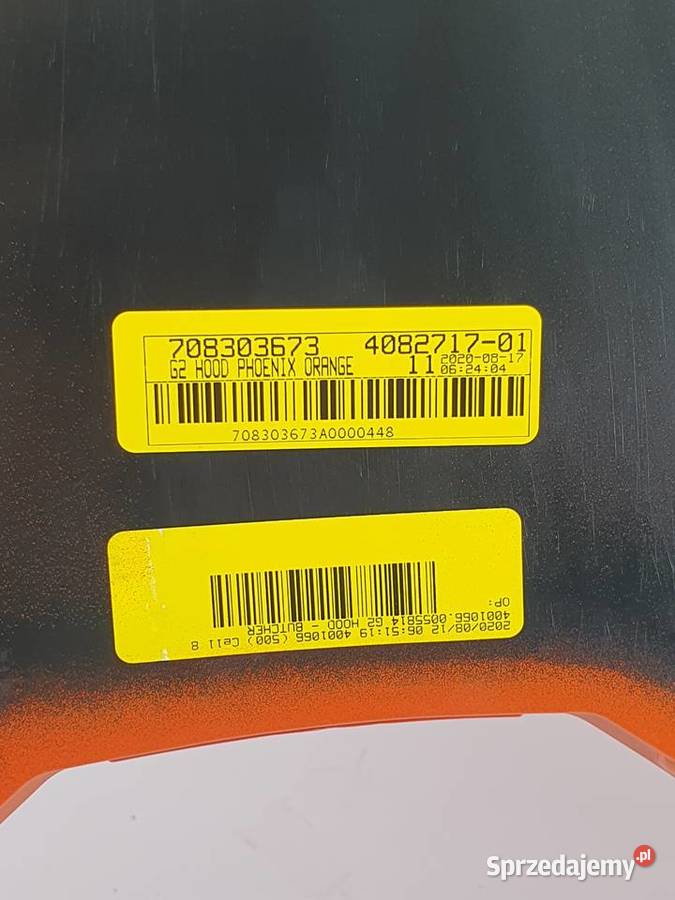 708303673 4082717-01
G2 HOOD PHOENIX ORANGE 11 2020-08-17
06:24:04
708303673A0000448
2020/08/12 06:51:19 4001066 (500) Cell 8
4001066.0055814 G2 HOOD - BUTCHER
OP:
Sprzedajemy.pl